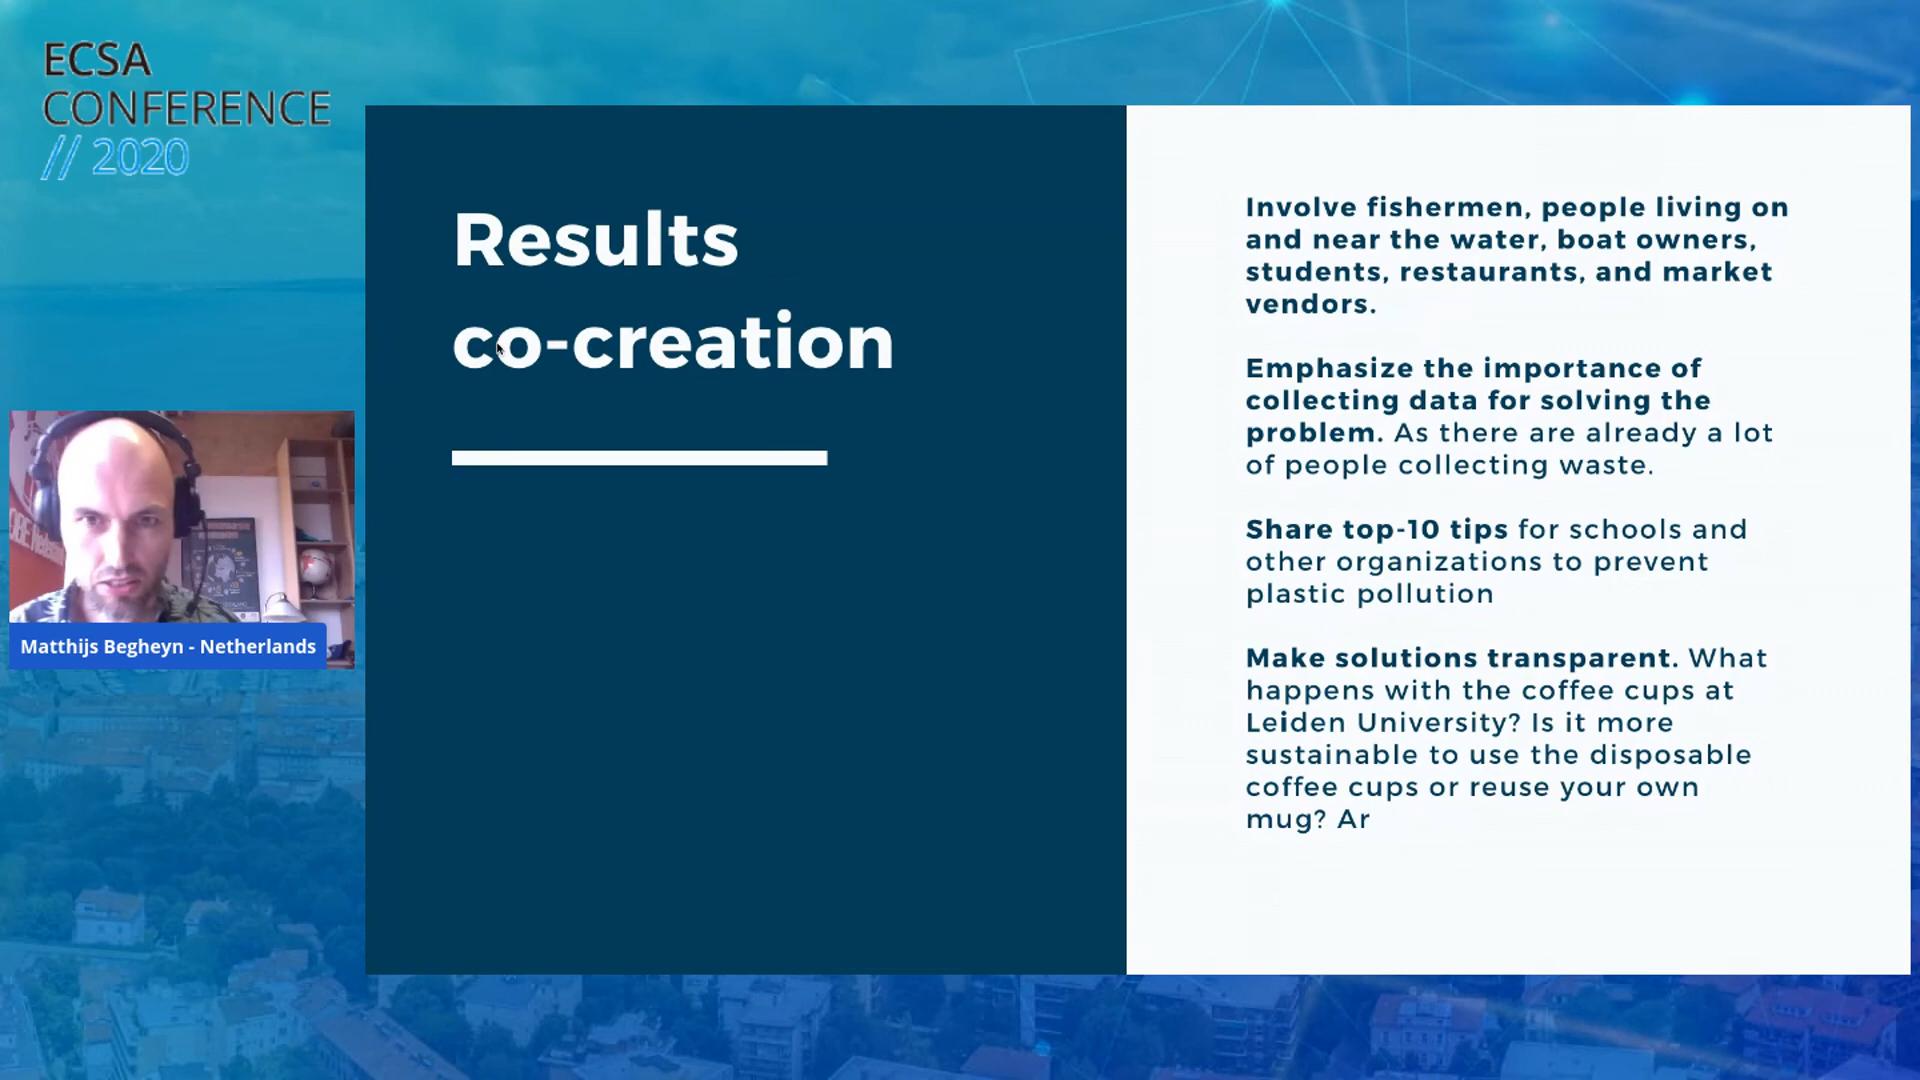 ECSA
CONFERENCE
// 2020
Results
co-creation
Involve fishermen, people living on
and near the water, boat owners,
students, restaurants, and market
vendors.
Emphasize the importance of
collecting data for solving the
problem. As there are already a lot
of people collecting waste.
Share top-10 tips for schools and
other organizations to prevent
plastic pollution
Make solutions transparent. What
happens with the coffee cups at
Leiden University? Is it more
sustainable to use the disposable
coffee cups or reuse your own
mug? Ar
Matthijs Begheyn - Netherlands